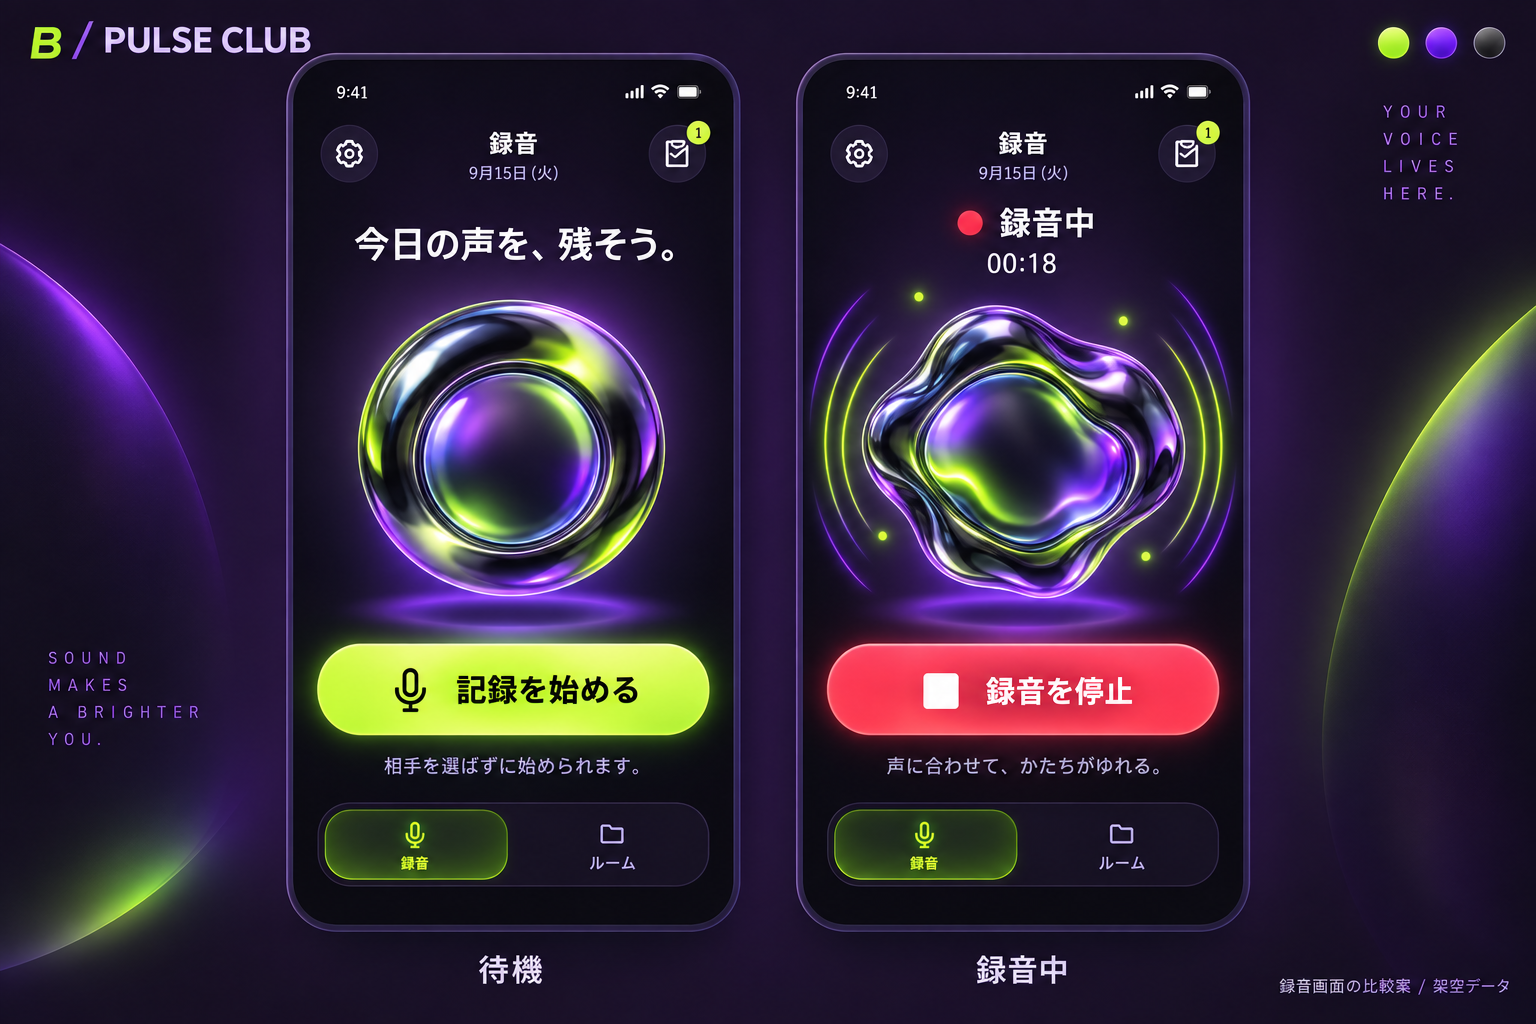 B / PULSE CLUB
YOUR
VOICE
LIVES
HERE.
SOUND
MAKES
A BRIGHTER
YOU.
9:41
録音
9月15日 (火)
1
今日の声を、残そう。
記録を始める
相手を選ばずに始められます。
録音
ルーム
待機
9:41
録音
9月15日 (火)
1
録音中
00:18
録音を停止
声に合わせて、かたちがゆれる。
録音
ルーム
録音中
録音画面の比較案 / 架空データ